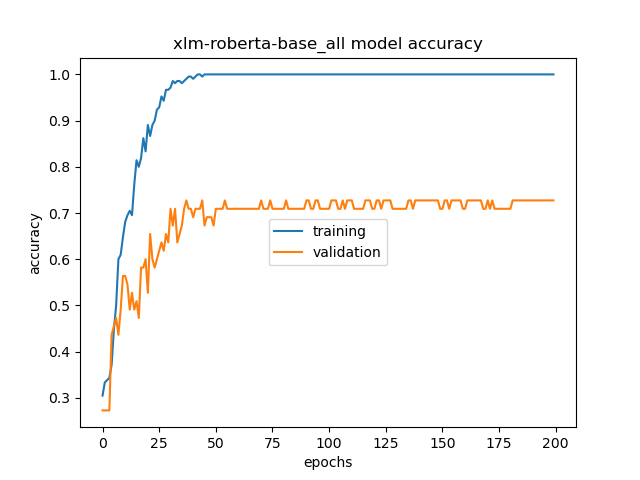 xlm-roberta-base_all model accuracy
1.0
0.9
0.8
0.7
0.6
0.5
0.4
0.3
accuracy
training
validation
0 25 50 75 100 125 150 175 200
epochs